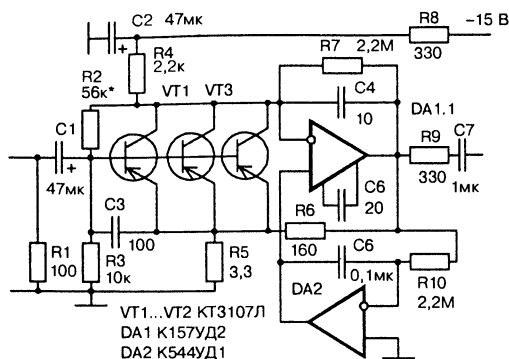 C2 47мк
R4
2,2к
R8
330
–15 В
R7 2,2М
R2
56к*
VT1 VT3
C4
10
DA1.1
C1
47мк
R9
330
C7
1мк
C6
20
C3
100
R6
160
R1
100
R3
10к
R5
3,3
C6
0,1мк
R10
2,2М
DA2
VT1...VT2 КТ3107Л
DA1 К157УД2
DA2 К544УД1